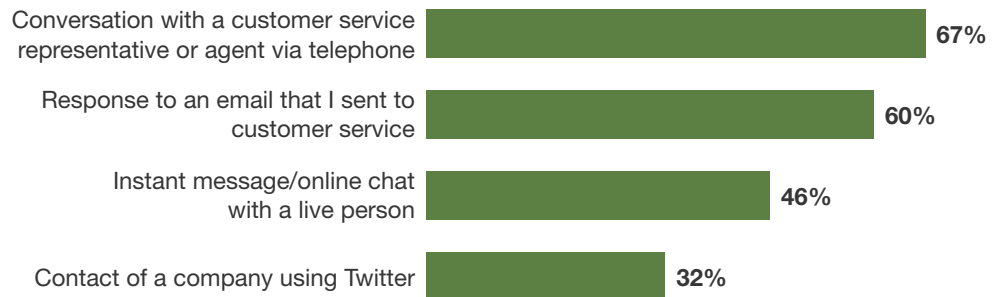 Conversation with a customer service
representative or agent via telephone
67%
Response to an email that I sent to
customer service
60%
Instant message/online chat
with a live person
46%
Contact of a company using Twitter
32%